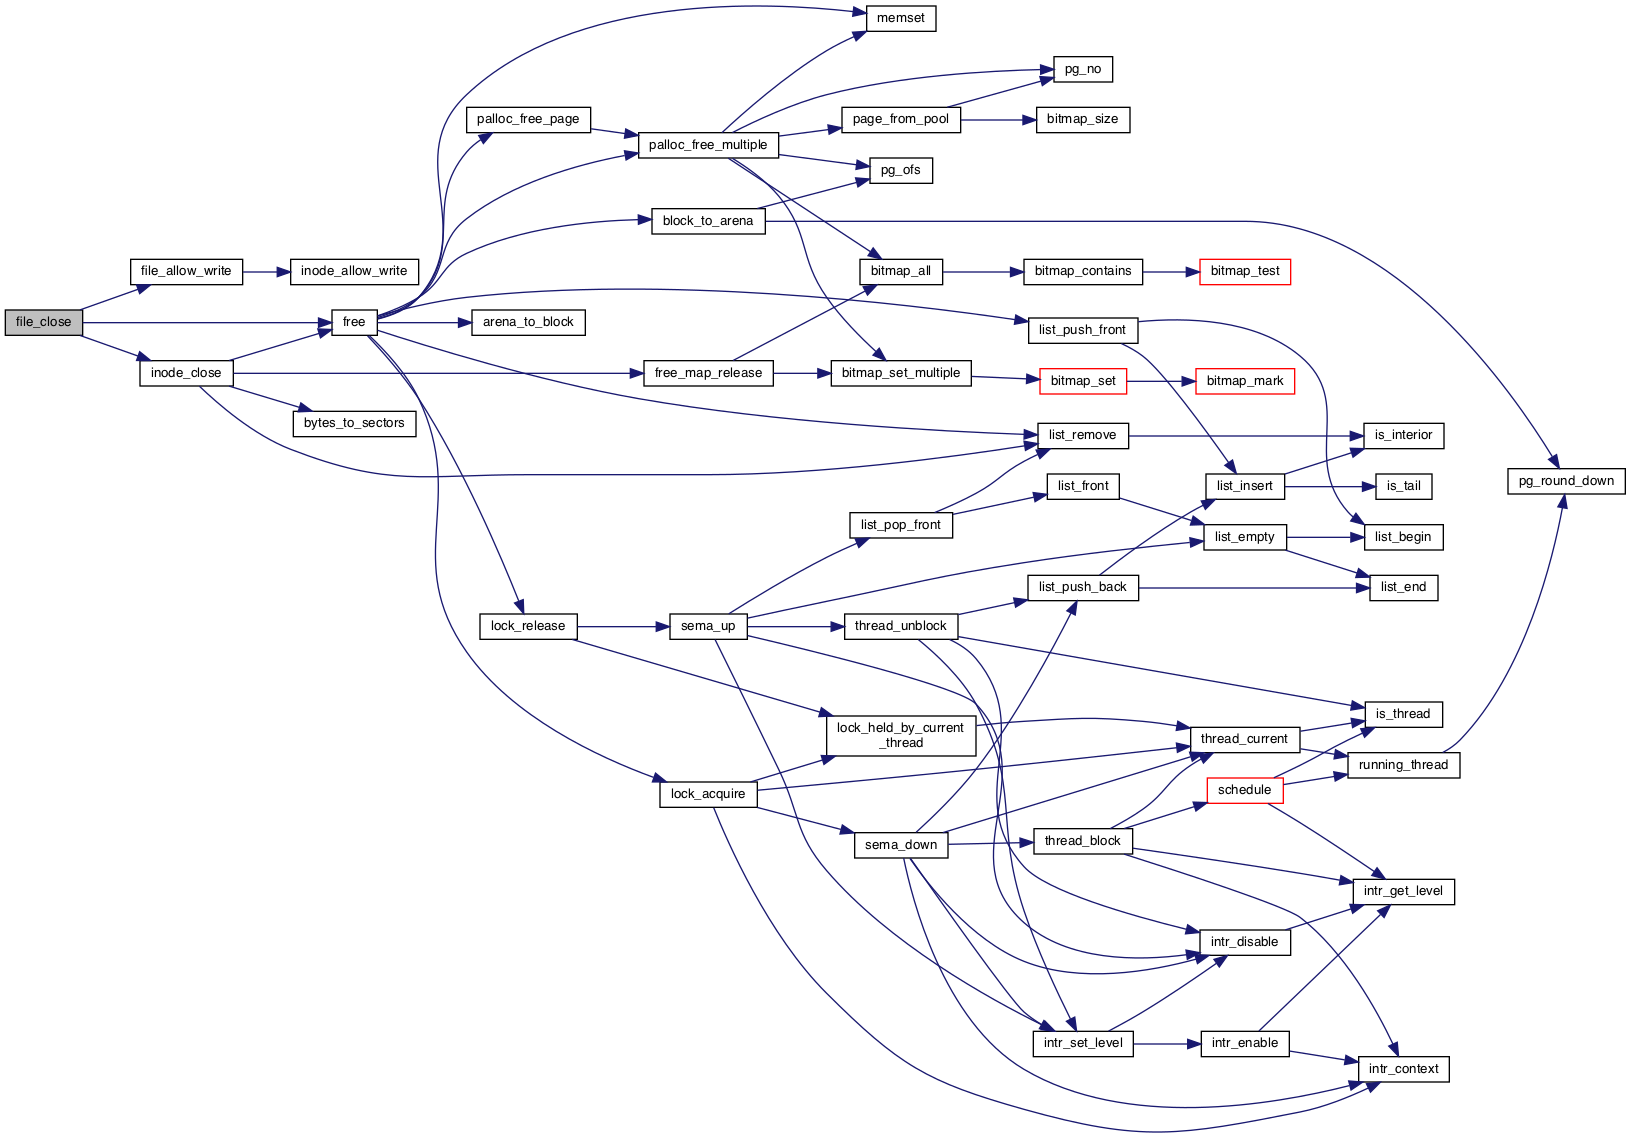 memset
pg_no
palloc_free_page
page_from_pool
bitmap_size
palloc_free_multiple
pg_ofs
block_to_arena
file_allow_write
inode_allow_write
bitmap_all
bitmap_contains
bitmap_test
file_close
free
arena_to_block
list_push_front
inode_close
free_map_release
bitmap_set_multiple
bitmap_set
bitmap_mark
bytes_to_sectors
list_remove
is_interior
pg_round_down
list_front
list_insert
is_tail
list_pop_front
list_empty
list_begin
list_push_back
list_end
lock_release
sema_up
thread_unblock
is_thread
lock_held_by_current
_thread
thread_current
running_thread
lock_acquire
schedule
sema_down
thread_block
intr_get_level
intr_disable
intr_set_level
intr_enable
intr_context